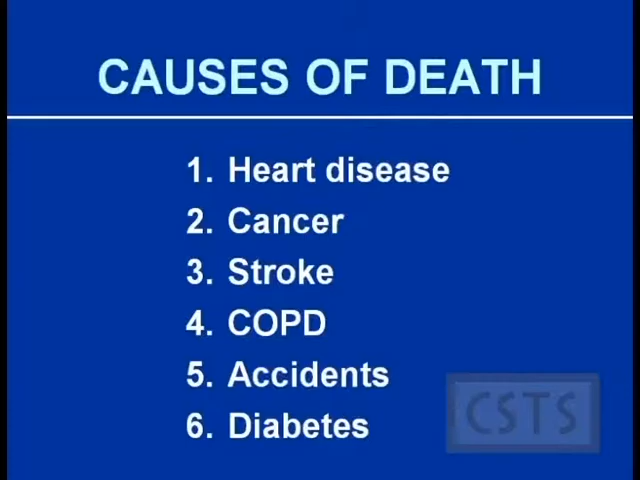 CAUSES OF DEATH
1. Heart disease
2. Cancer
3. Stroke
4. COPD
5. Accidents
6. Diabetes
CSTS